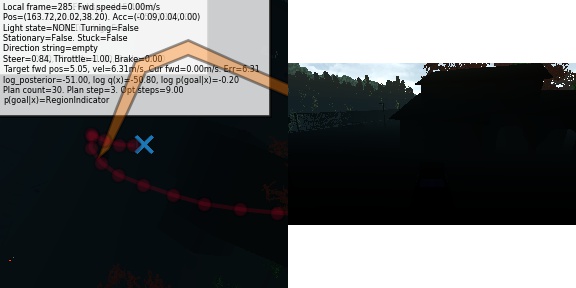 Local frame=285: Fwd speed=0.00m/s
Pos=(163.72,20.02,38.20). Acc=(-0.09,0.04,0.00)
Light state=NONE: Turning=False
Stationary=False. Stuck=False
Direction string=empty
Steer=0.84, Throttle=1.00, Brake=0.00
Target fwd pos=5.05, vel=6.31m/s. Cur fwd=0.00m/s. Err=6.31
log_posterior=-51.00, log q(x)=-50.80, log p(goal|x)=-0.20
Plan count=30. Plan step=3. Opt steps=9.00
p(goal|x)=RegionIndicator